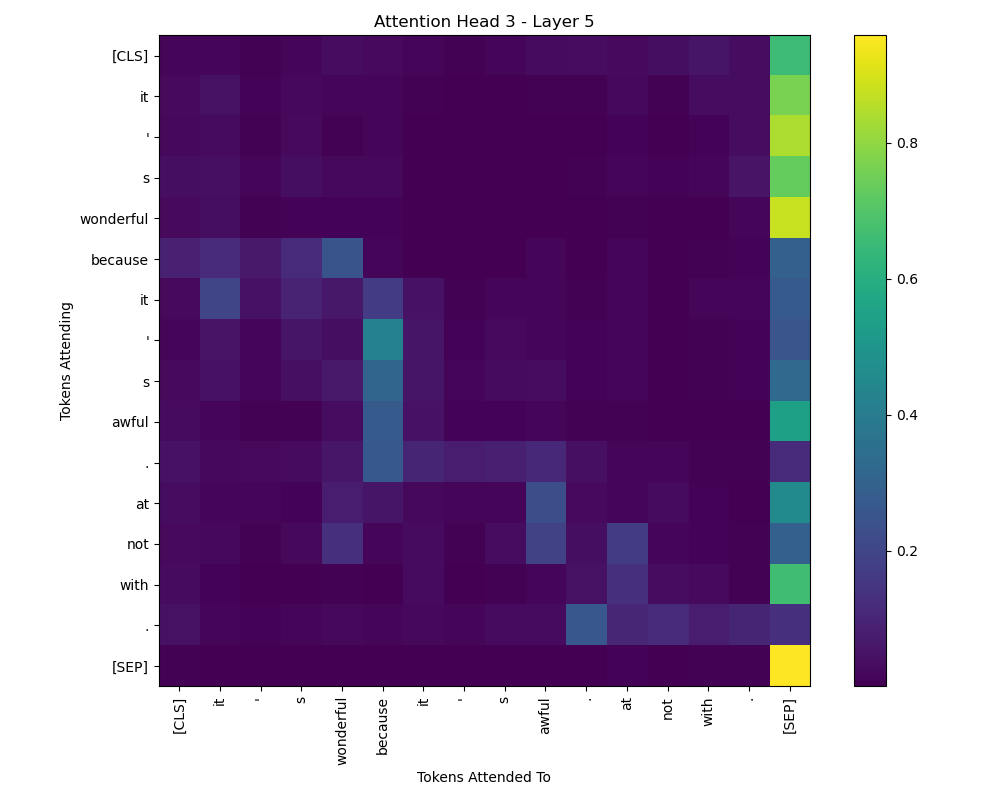 Attention Head 3 - Layer 5
[CLS]
it
'
s
wonderful
because
it
'
s
awful
.
at
not
with
.
[SEP]
Tokens Attending
[CLS]
it
'
s
wonderful
because
it
'
s
awful
.
at
not
with
.
[SEP]
Tokens Attended To
0.8
0.6
0.4
0.2